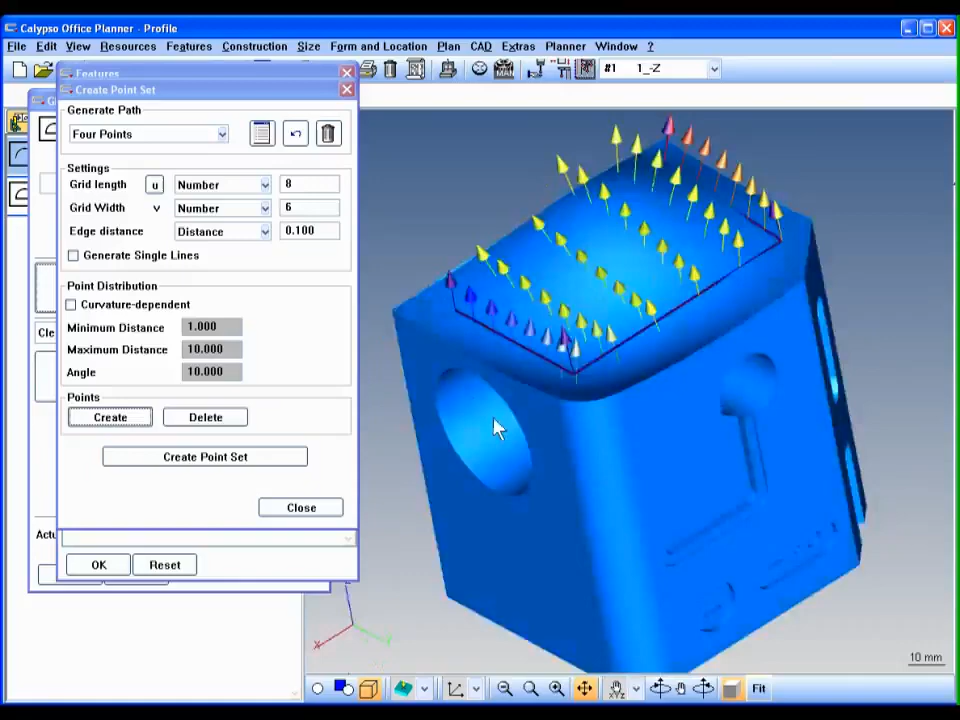 Calypso Office Planner - Profile
File Edit View Resources Features Construction Size Form and Location Plan CAD Extras Planner Window ?
#1 1_-Z
Features
Create Point Set
Generate Path
Four Points
Settings
Grid length u Number 8
Grid Width v Number 6
Edge distance Distance 0.100
Generate Single Lines
Point Distribution
Curvature-dependent
Minimum Distance 1.000
Maximum Distance 10.000
Angle 10.000
Cle
Points
Create Delete
Create Point Set
Close
Actu
OK Reset
X
10 mm
Fit